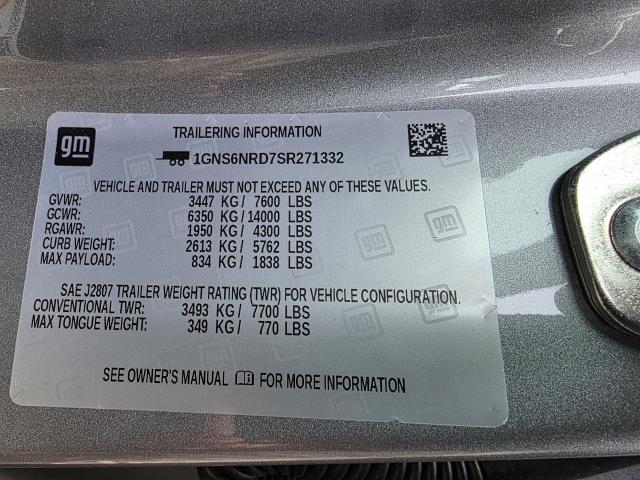 gm
TRAILERING INFORMATION
1GNS6NRD7SR271332
VEHICLE AND TRAILER MUST NOT EXCEED ANY OF THESE VALUES.
GVWR: 3447 KG / 7600 LBS
GCWR: 6350 KG / 14000 LBS
RGAWR: 1950 KG / 4300 LBS
CURB WEIGHT: 2613 KG / 5762 LBS
MAX PAYLOAD: 834 KG / 1838 LBS
SAE J2807 TRAILER WEIGHT RATING (TWR) FOR VEHICLE CONFIGURATION.
CONVENTIONAL TWR: 3493 KG / 7700 LBS
MAX TONGUE WEIGHT: 349 KG / 770 LBS
SEE OWNER'S MANUAL FOR MORE INFORMATION